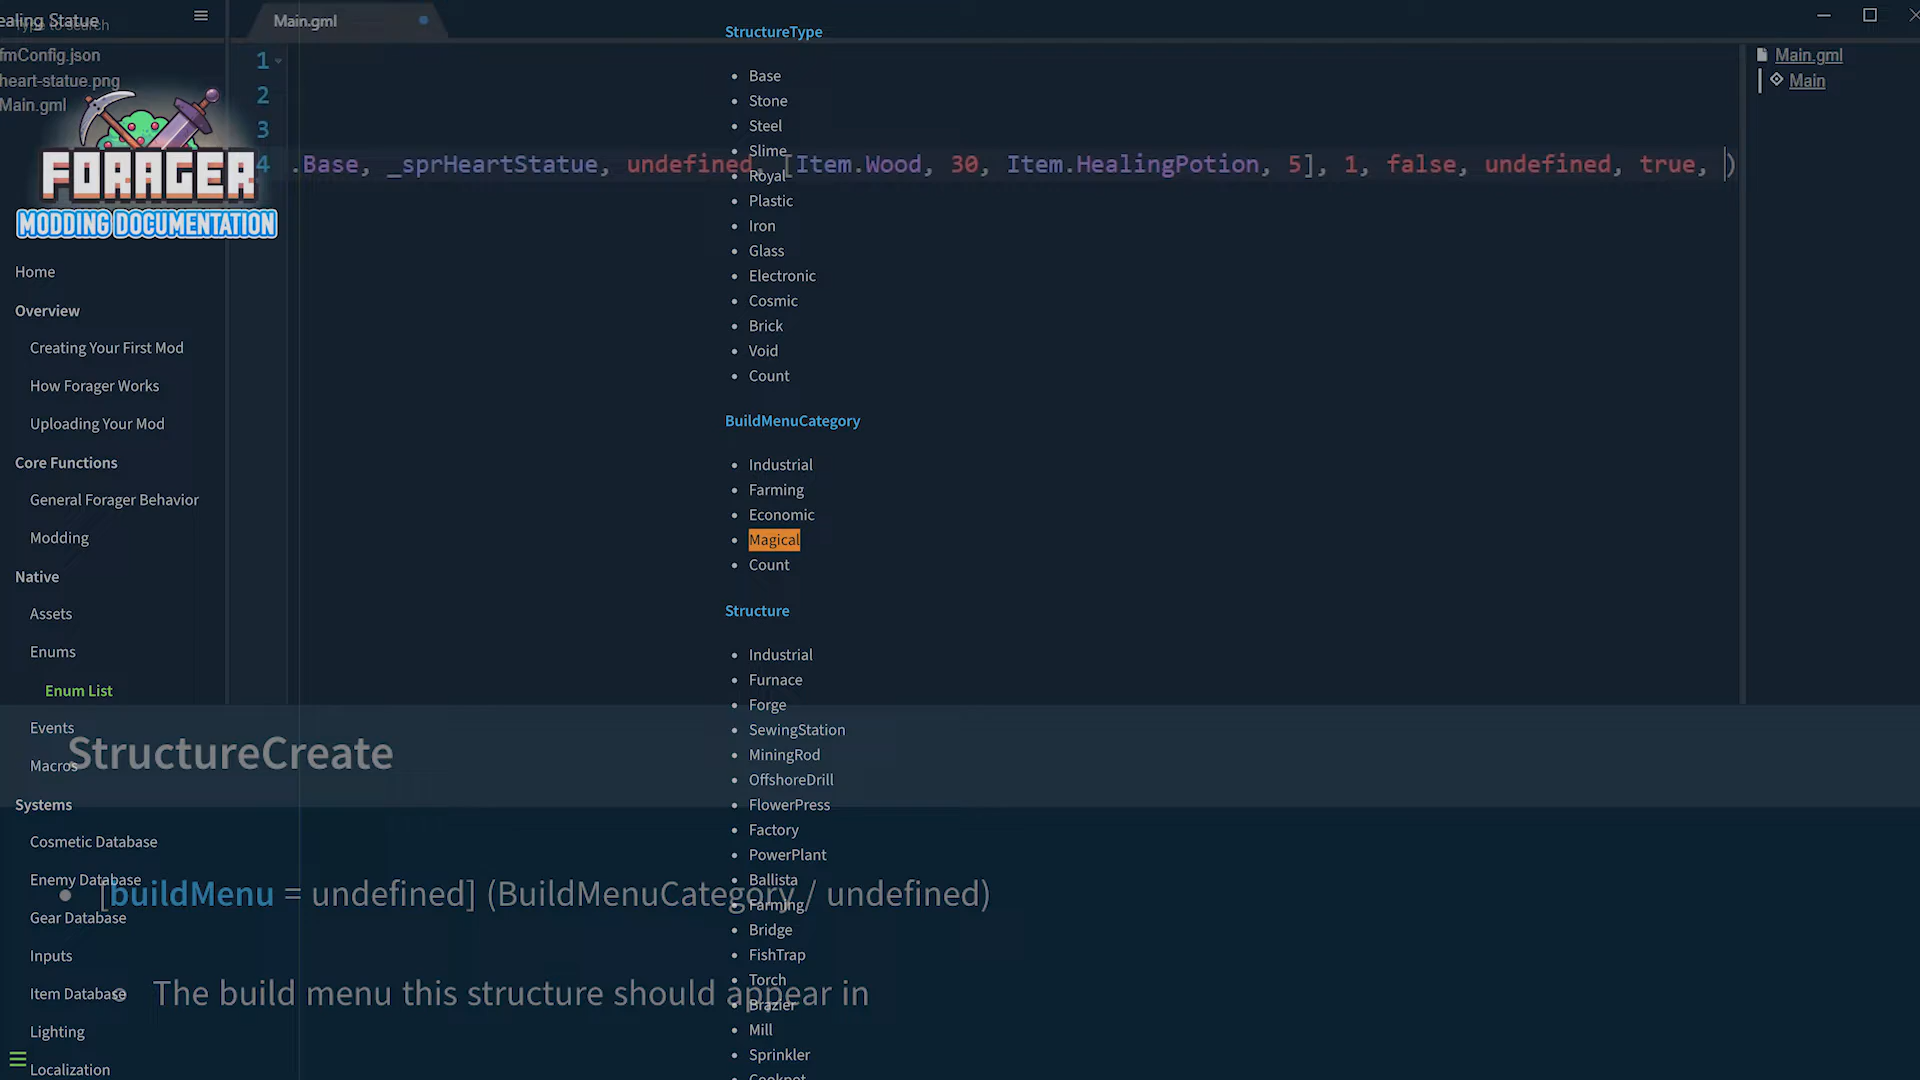 ealing Statue
Type to search
fmConfig.json
heart-statue.png
Main.gml
Main.gml
1
2
3
4 .Base, _sprHeartStatue, undefined, [Item.Wood, 30, Item.HealingPotion, 5], 1, false, undefined, true, )
Main.gml
Main
FORAGER
MODDING DOCUMENTATION
Home
Overview
Creating Your First Mod
How Forager Works
Uploading Your Mod
Core Functions
General Forager Behavior
Modding
Native
Assets
Enums
Enum List
Events
Macros
Systems
Cosmetic Database
Enemy Database
Gear Database
Inputs
Item Database
Lighting
Localization
StructureType
Base
Stone
Steel
Slime
Royal
Plastic
Iron
Glass
Electronic
Cosmic
Brick
Void
Count
BuildMenuCategory
Industrial
Farming
Economic
Magical
Count
Structure
Industrial
Furnace
Forge
SewingStation
MiningRod
OffshoreDrill
FlowerPress
Factory
PowerPlant
Ballista
Farming
Bridge
FishTrap
Torch
Brazier
Mill
Sprinkler
Cookpot
StructureCreate
[buildMenu = undefined] (BuildMenuCategory / undefined)
The build menu this structure should appear in